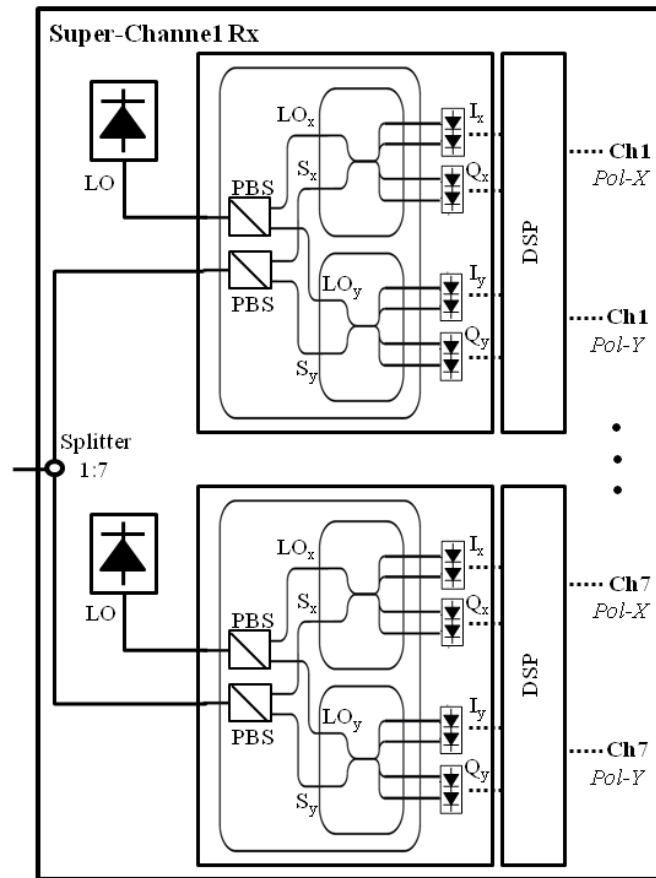 Super-Channel Rx
LO
PBS
PBS
LOx
Sx
LOy
Sy
Ix
Qx
Iy
Qy
DSP
Ch1
Pol-X
Ch1
Pol-Y
Splitter
1:7
LO
PBS
PBS
LOx
Sx
LOy
Sy
Ix
Qx
Iy
Qy
DSP
Ch7
Pol-X
Ch7
Pol-Y